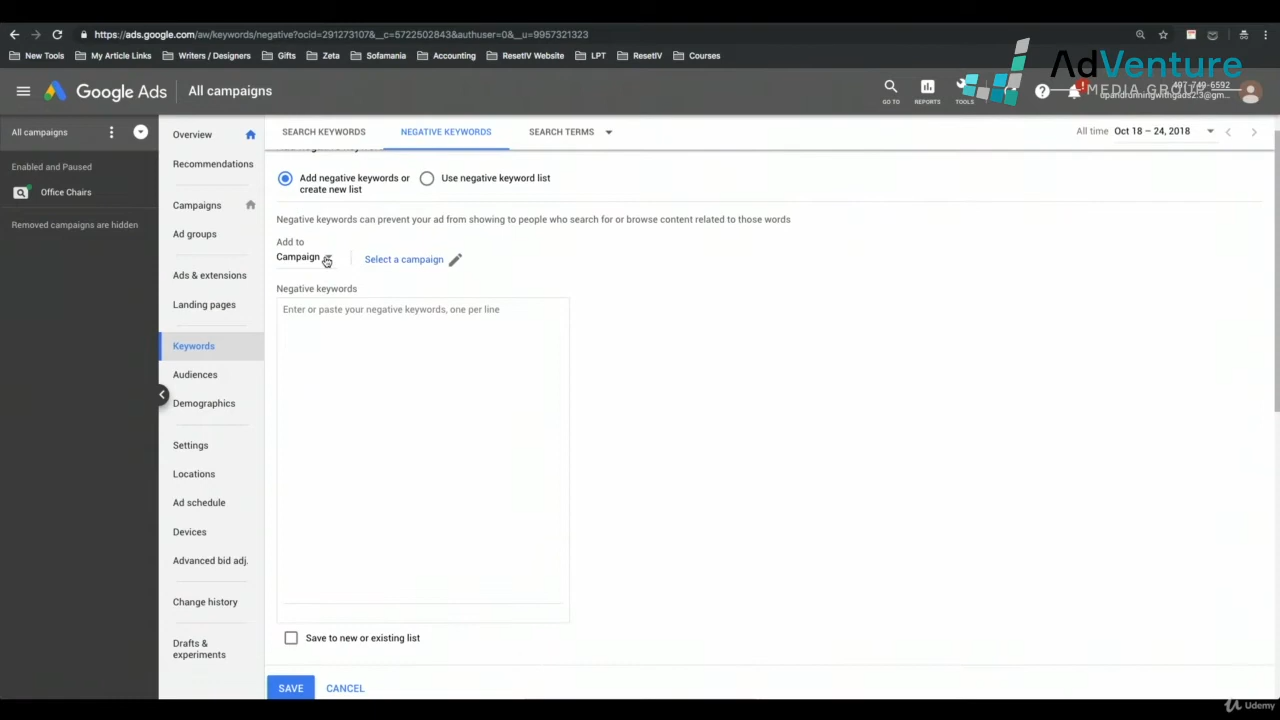 https://ads.google.com/aw/keywords/negative?ocid=291273107&__c=5722502843&authuser=0&__u=9957321323
New Tools My Article Links Writers / Designers Gifts Zeta Sofamania Accounting ResetIV Website LPT ResetIV Courses
AdVenture
MEDIA GROUP
Google Ads All campaigns
GO TO REPORTS TOOLS
497-749-6592
upandrunningwithgads2.3@gm...
All campaigns
Enabled and Paused
Office Chairs
Removed campaigns are hidden
Overview
Recommendations
Campaigns
Ad groups
Ads & extensions
Landing pages
Keywords
Audiences
Demographics
Settings
Locations
Ad schedule
Devices
Advanced bid adj.
Change history
Drafts &
experiments
SEARCH KEYWORDS NEGATIVE KEYWORDS SEARCH TERMS
All time Oct 18 – 24, 2018
Add negative keywords or
create new list
Use negative keyword list
Negative keywords can prevent your ad from showing to people who search for or browse content related to those words
Add to
Campaign
Select a campaign
Negative keywords
Enter or paste your negative keywords, one per line
Save to new or existing list
SAVE CANCEL
Udemy